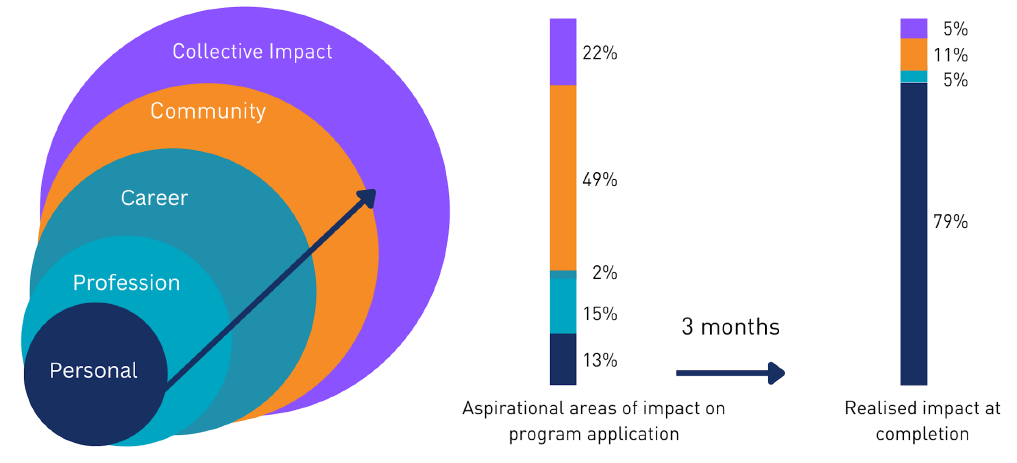 Collective Impact
Community
Career
Profession
Personal
22%
49%
2%
15%
13%
Aspirational areas of impact on
program application
3 months
5%
11%
5%
79%
Realised impact at
completion